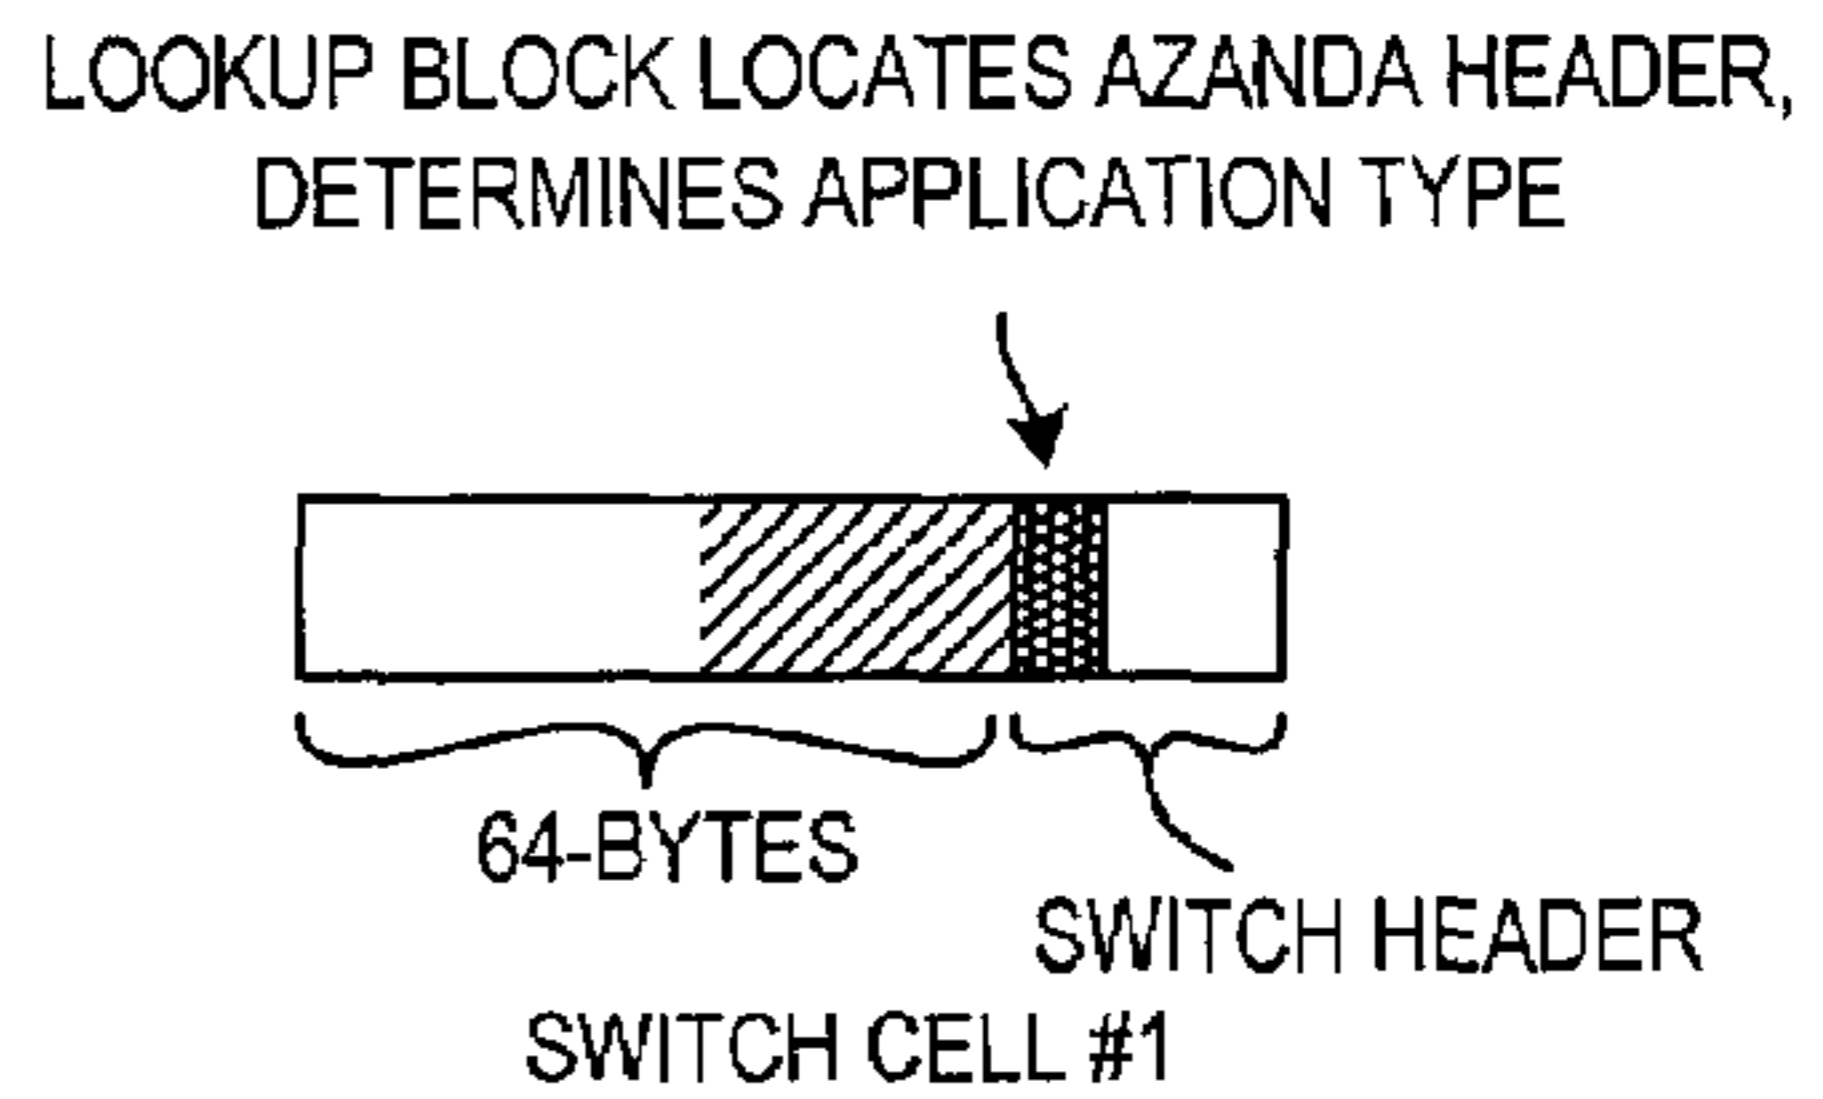 LOOKUP BLOCK LOCATES AZANDA HEADER,
DETERMINES APPLICATION TYPE
64-BYTES
SWITCH HEADER
SWITCH CELL #1